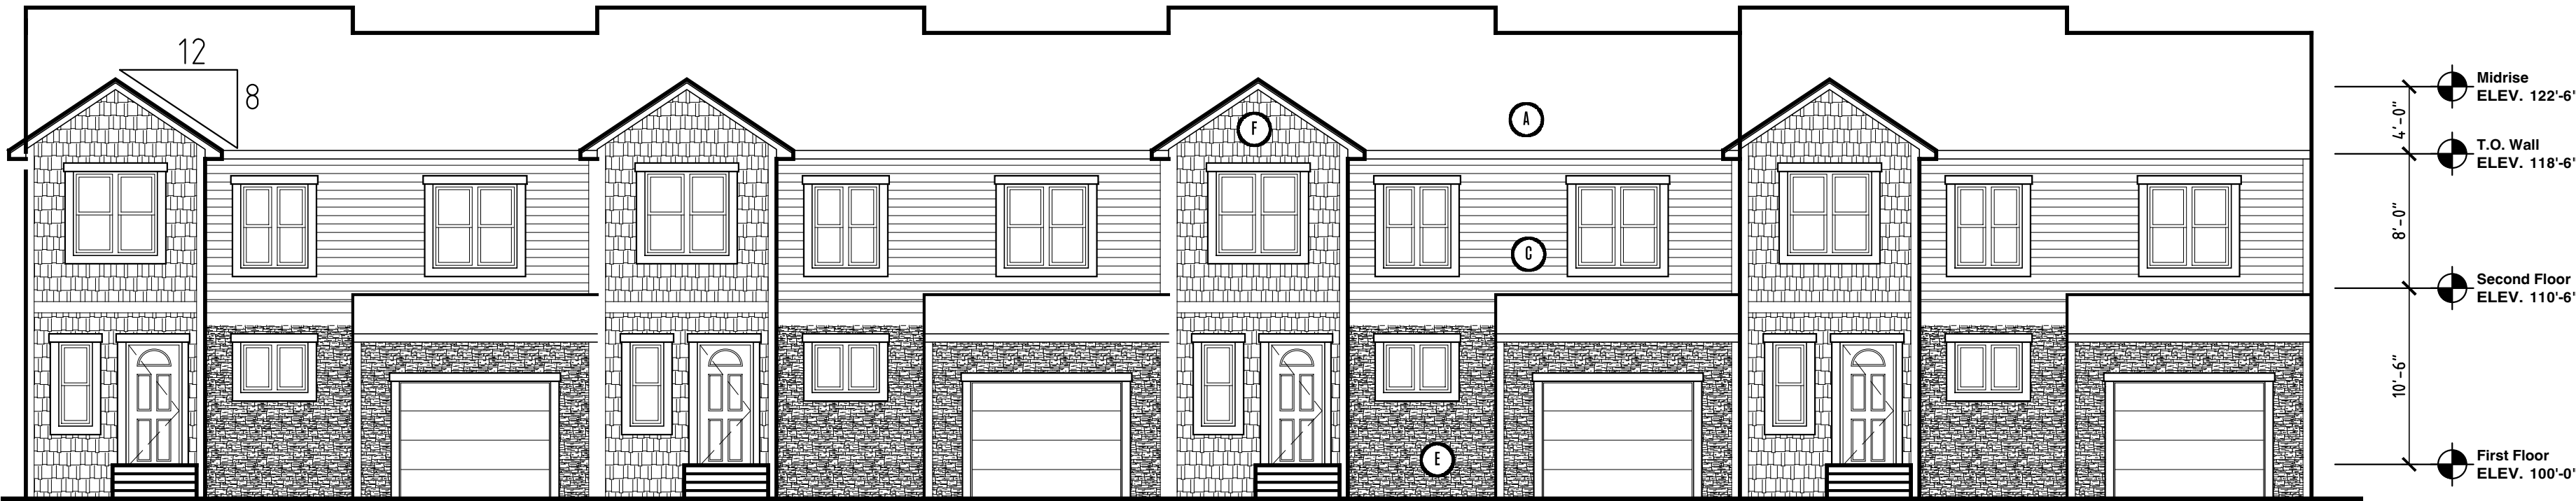 12
8
F
A
C
E
Midrise
ELEV. 122'-6"
4'-0"
T.O. Wall
ELEV. 118'-6"
8'-0"
Second Floor
ELEV. 110'-6"
10'-6"
First Floor
ELEV. 100'-0"